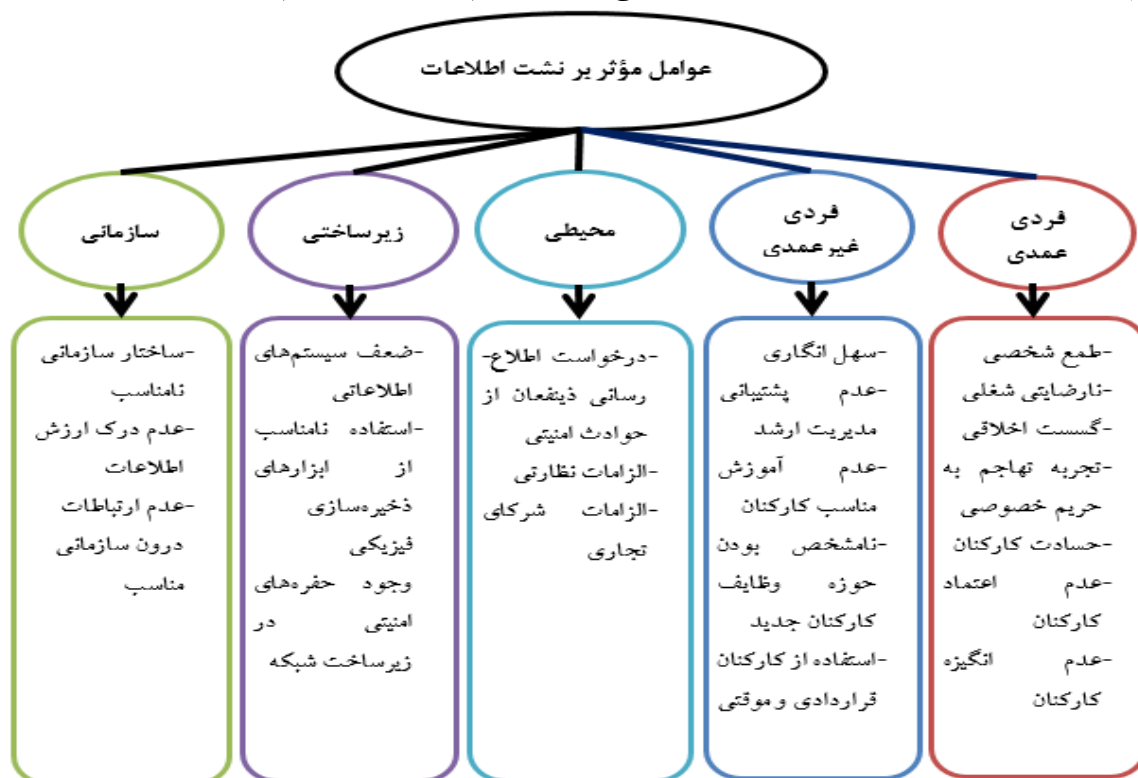 عوامل مؤثر بر نشت اطلاعات
فردی
عمدی
فردی
غیرعمدی
محیطی
زیرساختی
سازمانی
-طمع شخصی
-نارضایتی شغلی
-گسست اخلاقی
-تجربه تهاجم به
حریم خصوصی
-حسادت کارکنان
-عدم اعتماد
کارکنان
-عدم انگیزه
کارکنان
-سهل انگاری
-عدم پشتیبانی
مدیریت ارشد
-عدم آموزش
مناسب کارکنان
-نامشخص بودن
حوزه وظایف
کارکنان جدید
-استفاده از کارکنان
قراردادی و موقتی
-درخواست اطلاع-
رسانی ذینفعان از
حوادث امنیتی
-الزامات نظارتی
-الزامات شرکای
تجاری
-ضعف سیستم‌های
اطلاعاتی
-استفاده نامناسب
از ابزارهای
ذخیره‌سازی
فیزیکی
وجود حفره‌های
امنیتی در
زیرساخت شبکه
-ساختار سازمانی
نامناسب
-عدم درک ارزش
اطلاعات
-عدم ارتباطات
درون سازمانی
مناسب